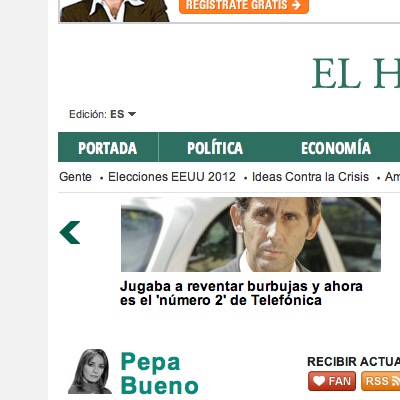 REGÍSTRATE GRATIS
EL H
Edición: ES
PORTADA POLÍTICA ECONOMÍA
Gente • Elecciones EEUU 2012 • Ideas Contra la Crisis • Am
Jugaba a reventar burbujas y ahora
es el 'número 2' de Telefónica
Pepa
Bueno
RECIBIR ACTUA
FAN RSS